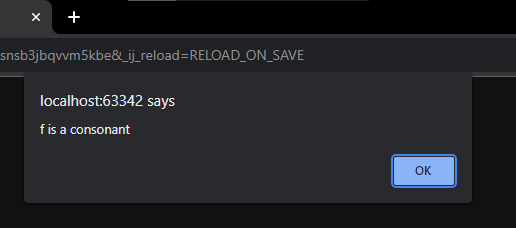 snsb3jbqvvm5kbe&_ij_reload=RELOAD_ON_SAVE
localhost:63342 says
f is a consonant
OK